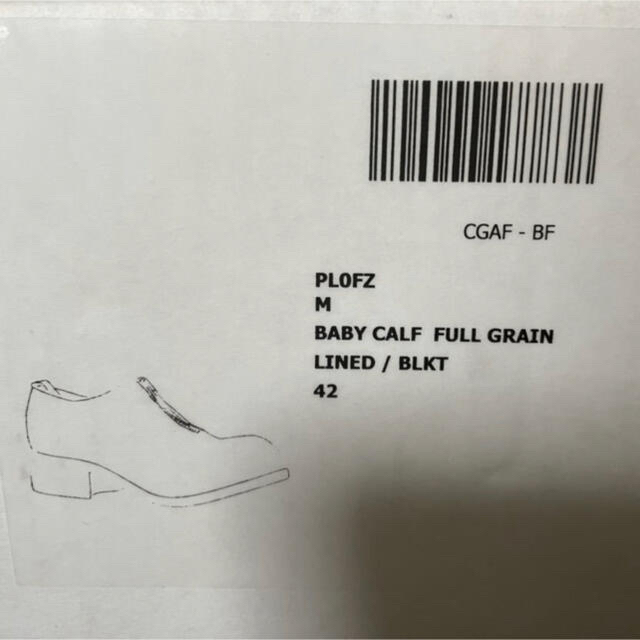 CGAF - BF
PL0FZ
M
BABY CALF FULL GRAIN
LINED / BLKT
42